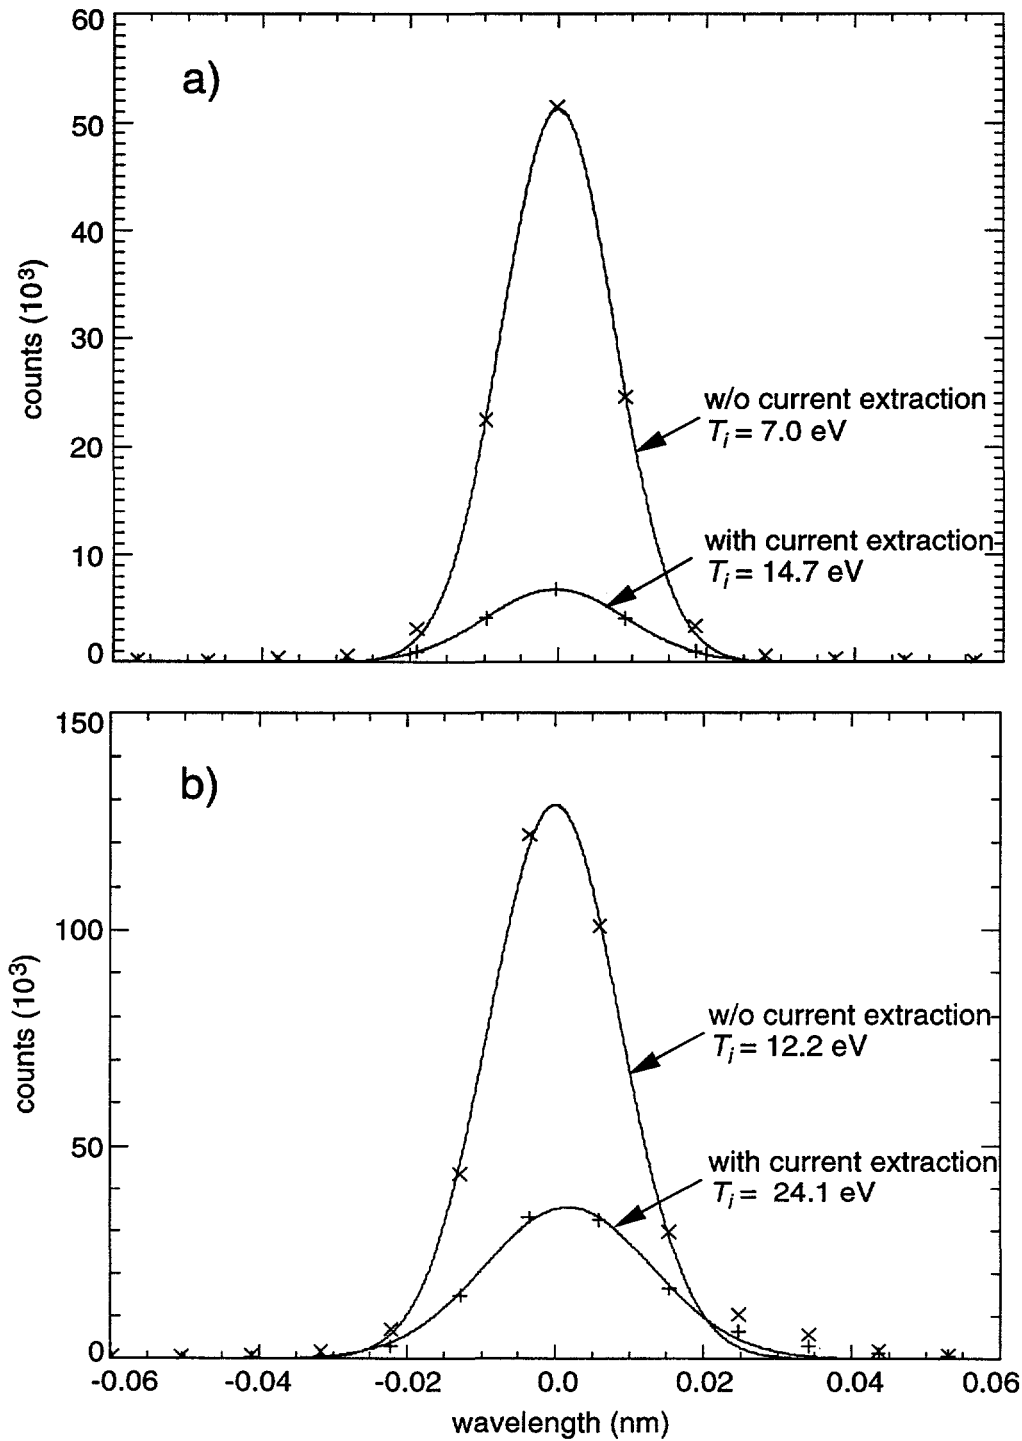 60
a)
50
40
counts (10³)
30
w/o current extraction
Tᵢ = 7.0 eV
20
with current extraction
Tᵢ = 14.7 eV
10
0
150
b)
100
counts (10³)
w/o current extraction
Tᵢ = 12.2 eV
50
with current extraction
Tᵢ = 24.1 eV
0
-0.06 -0.04 -0.02 0.0 0.02 0.04 0.06
wavelength (nm)